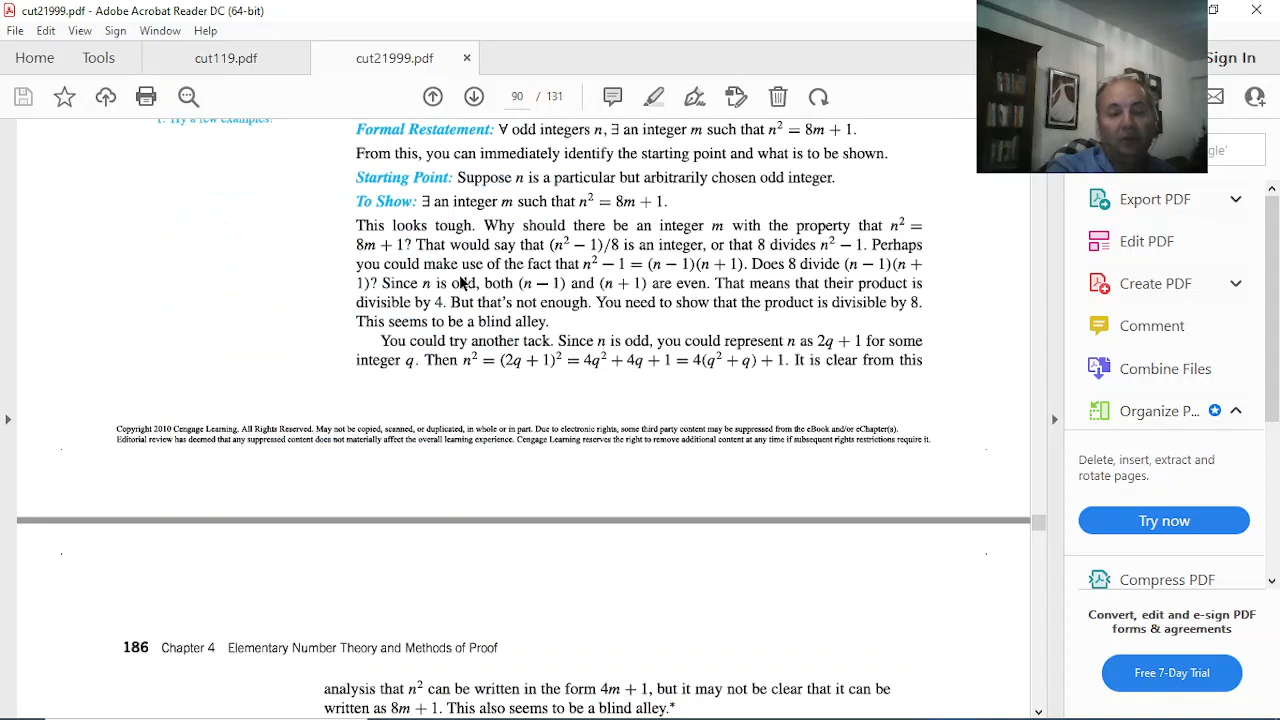 cut21999.pdf - Adobe Acrobat Reader DC (64-bit)
File Edit View Sign Window Help
Home Tools cut119.pdf cut21999.pdf × Sign In
90 / 131
1. Try a few examples?
Formal Restatement: ∀ odd integers n, ∃ an integer m such that n² = 8m + 1.
From this, you can immediately identify the starting point and what is to be shown.
Starting Point: Suppose n is a particular but arbitrarily chosen odd integer.
To Show: ∃ an integer m such that n² = 8m + 1.
This looks tough. Why should there be an integer m with the property that n² =
8m + 1? That would say that (n² − 1)/8 is an integer, or that 8 divides n² − 1. Perhaps
you could make use of the fact that n² − 1 = (n − 1)(n + 1). Does 8 divide (n − 1)(n +
1)? Since n is odd, both (n − 1) and (n + 1) are even. That means that their product is
divisible by 4. But that's not enough. You need to show that the product is divisible by 8.
This seems to be a blind alley.
You could try another tack. Since n is odd, you could represent n as 2q + 1 for some
integer q. Then n² = (2q + 1)² = 4q² + 4q + 1 = 4(q² + q) + 1. It is clear from this
Copyright 2010 Cengage Learning. All Rights Reserved. May not be copied, scanned, or duplicated, in whole or in part. Due to electronic rights, some third party content may be suppressed from the eBook and/or eChapter(s).
Editorial review has deemed that any suppressed content does not materially affect the overall learning experience. Cengage Learning reserves the right to remove additional content at any time if subsequent rights restrictions require it.
186 Chapter 4 Elementary Number Theory and Methods of Proof
analysis that n² can be written in the form 4m + 1, but it may not be clear that it can be
written as 8m + 1. This also seems to be a blind alley.*
Export PDF
Edit PDF
Create PDF
Comment
Combine Files
Organize P...
Delete, insert, extract and
rotate pages.
Try now
Compress PDF
Convert, edit and e-sign PDF
forms & agreements
Free 7-Day Trial